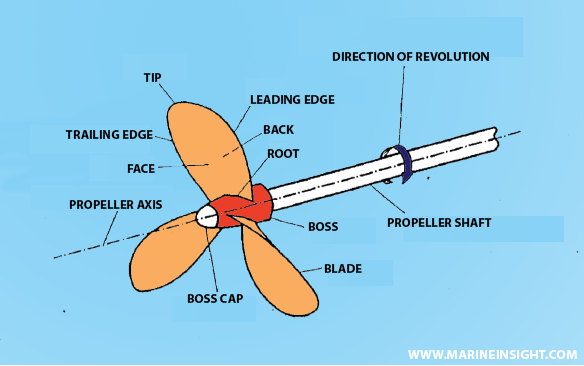 DIRECTION OF REVOLUTION
TIP
LEADING EDGE
BACK
TRAILING EDGE
ROOT
FACE
PROPELLER AXIS
PROPELLER SHAFT
BOSS
BLADE
BOSS CAP
WWW.MARINEINSIGHT.COM